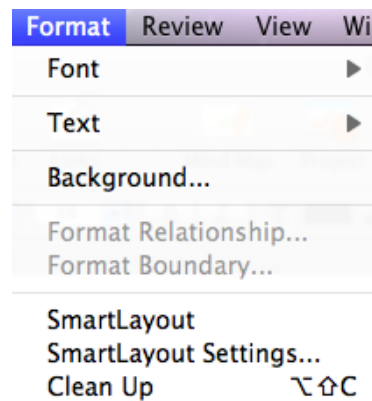 Format Review View Wi
Font ▶
Text ▶
Background...
Format Relationship...
Format Boundary...
SmartLayout
SmartLayout Settings...
Clean Up ⌥⇧C